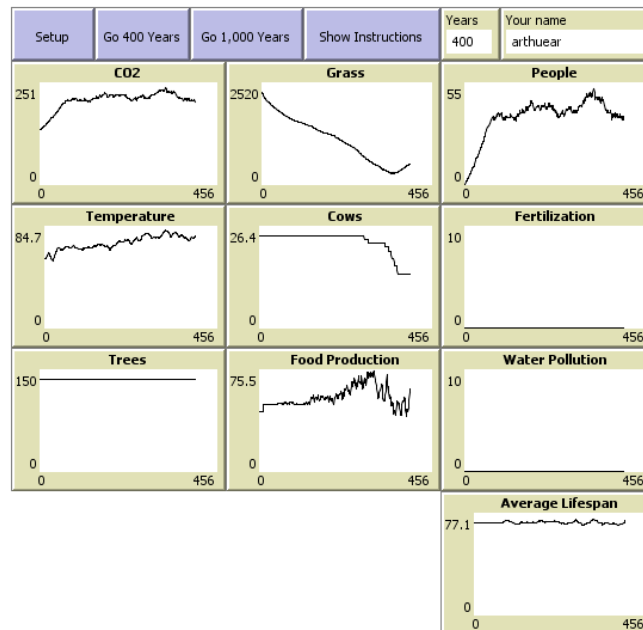 Setup
Go 400 Years
Go 1,000 Years
Show Instructions
Years
400
Your name
arthuear
CO2
251
0
0 456
Grass
2520
0
0 456
People
55
0
0 456
Temperature
84.7
0
0 456
Cows
26.4
0
0 456
Fertilization
10
0
0 456
Trees
150
0
0 456
Food Production
75.5
0
0 456
Water Pollution
10
0
0 456
Average Lifespan
77.1
0
0 456